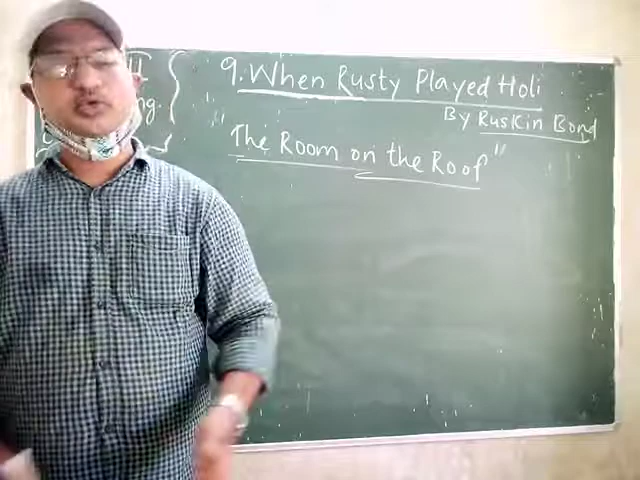 9. When Rusty Played Holi
By Ruskin Bond
"The Room on the Roof"